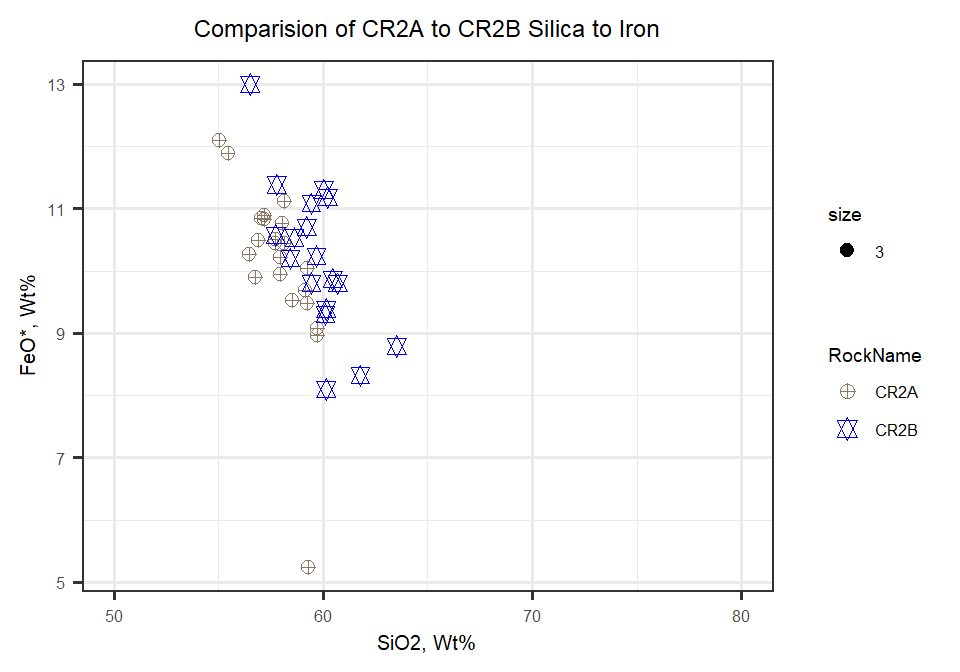 Comparision of CR2A to CR2B Silica to Iron
13
11
9
7
5
FeO*, Wt%
50 60 70 80
SiO2, Wt%
size
3
RockName
CR2A
CR2B